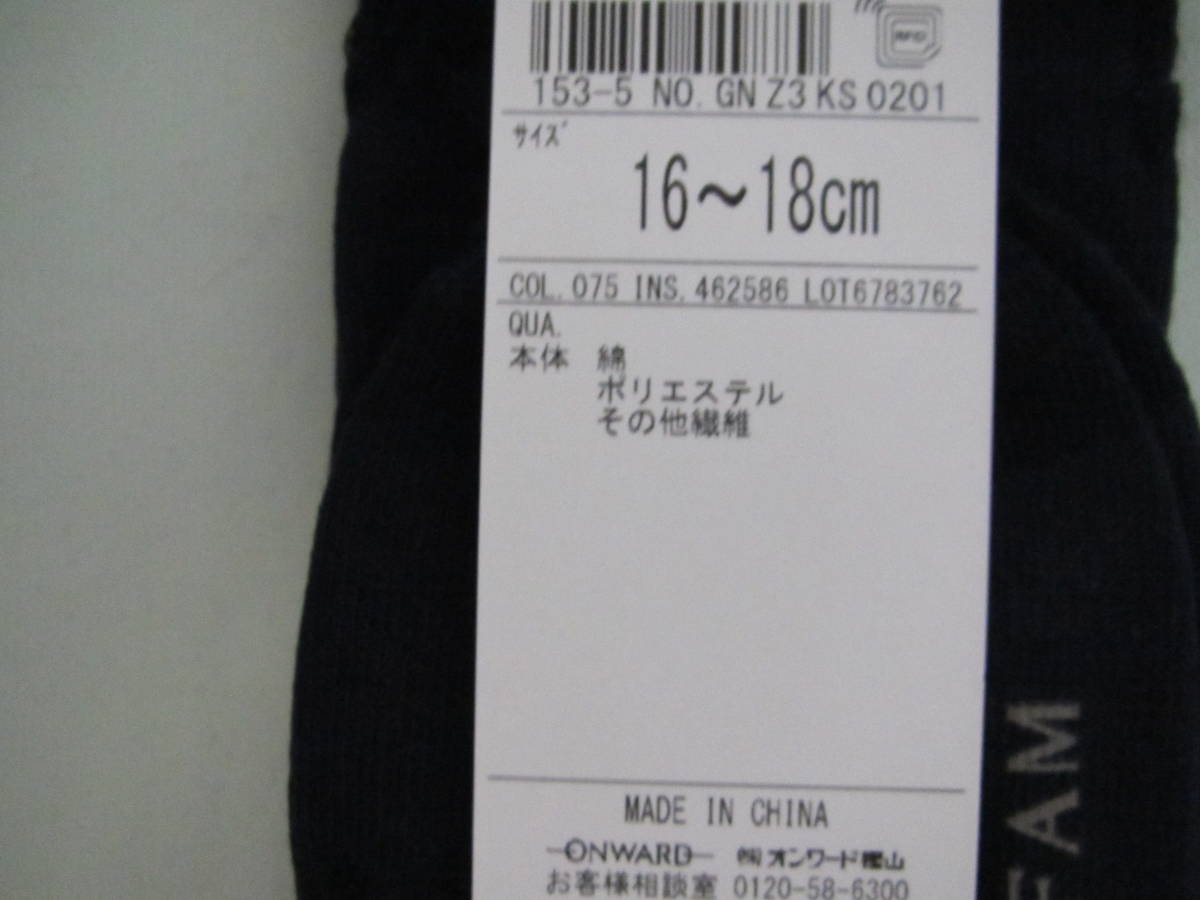 RFID
153-5 NO. GN Z3 KS 0201
サイズ
16～18cm
COL. 075 INS. 462586 LOT6783762
QUA.
本体 綿
ポリエステル
その他繊維
MADE IN CHINA
ONWARD ㈱オンワード樫山
お客様相談室 0120-58-6300
EAM